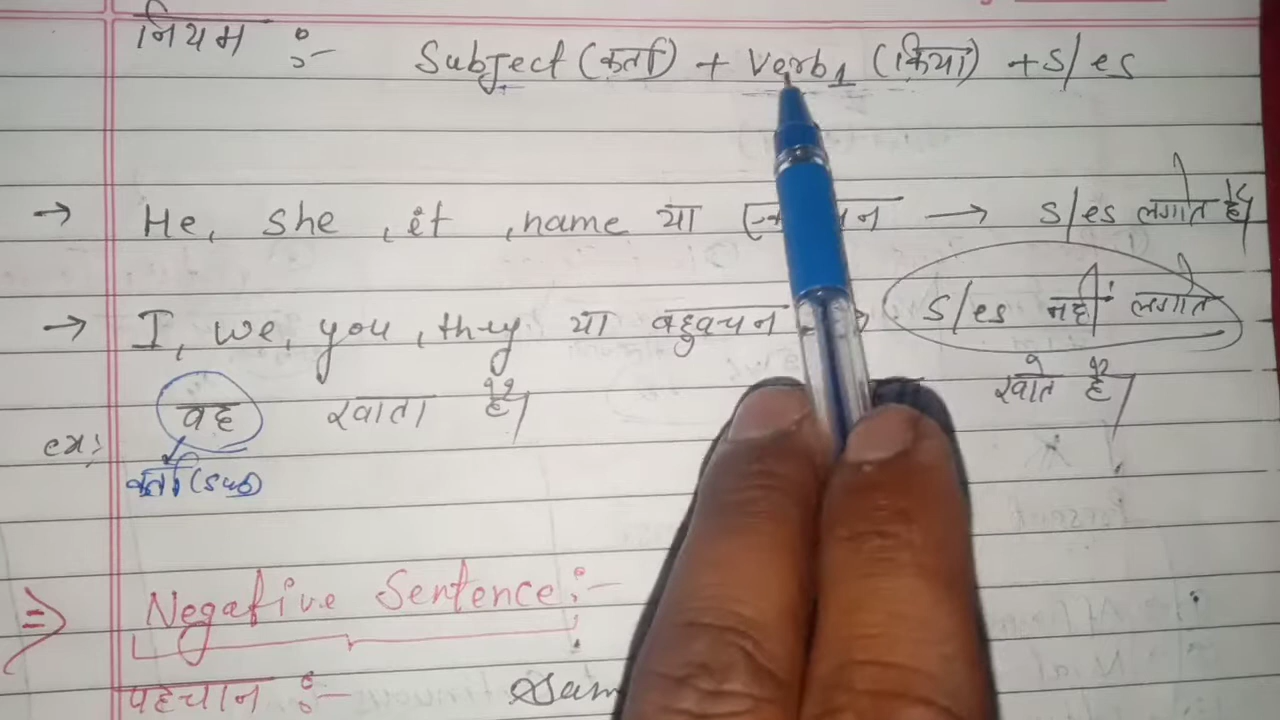 नियम :- Subject (कर्ता) + Verb1 (क्रिया) + s/es
→ He, she, it, name या → s/es लगाते है।
→ I, we, you, they या बहुवचन s/es नहीं लगाते
ex: वह खाता है। खाते है।
कर्ता (sub)
⇒ Negative Sentence :-
पहचान :- Sam